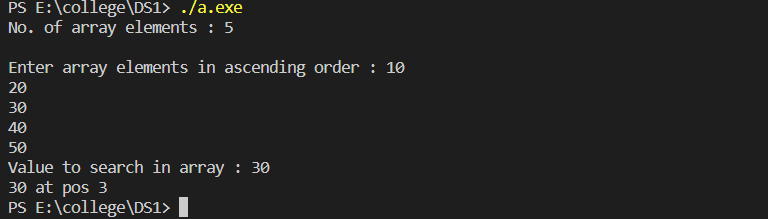 PS E:\college\DS1> ./a.exe
No. of array elements : 5
Enter array elements in ascending order : 10
20
30
40
50
Value to search in array : 30
30 at pos 3
PS E:\college\DS1>